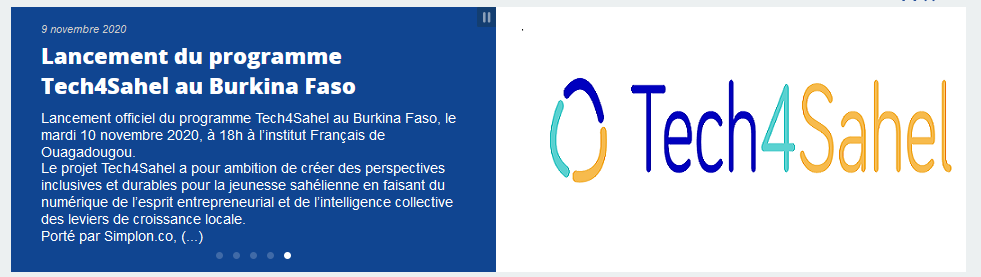 9 novembre 2020
Lancement du programme
Tech4Sahel au Burkina Faso
Lancement officiel du programme Tech4Sahel au Burkina Faso, le
mardi 10 novembre 2020, à 18h à l’institut Français de
Ouagadougou.
Le projet Tech4Sahel a pour ambition de créer des perspectives
inclusives et durables pour la jeunesse sahélienne en faisant du
numérique de l’esprit entrepreneurial et de l’intelligence collective
des leviers de croissance locale.
Porté par Simplon.co, (...)
Tech4Sahel